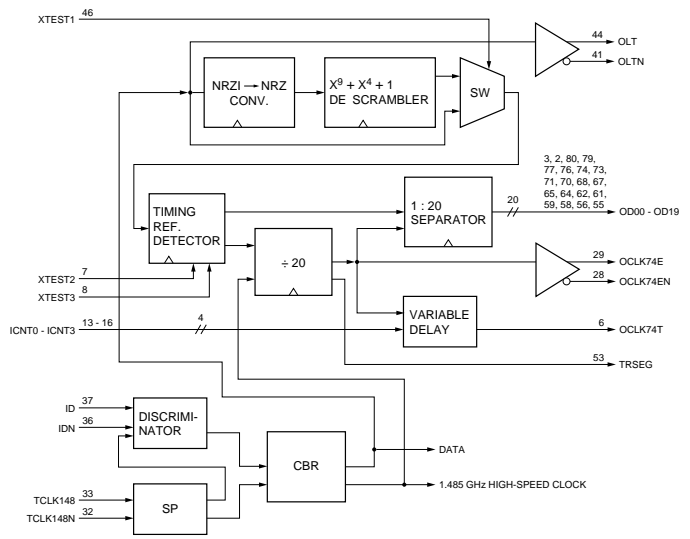 XTEST1
46
NRZI → NRZ
CONV.
X9 + X4 + 1
DE SCRAMBLER
SW
44
OLT
41
OLTN
TIMING
REF.
DETECTOR
÷ 20
1 : 20
SEPARATOR
3, 2, 80, 79,
77, 76, 74, 73,
71, 70, 68, 67,
65, 64, 62, 61,
59, 58, 56, 55
20
OD00 - OD19
XTEST2
7
XTEST3
8
29
OCLK74E
28
OCLK74EN
ICNT0 - ICNT3
13 - 16
4
VARIABLE
DELAY
6
OCLK74T
53
TRSEG
ID
37
IDN
36
DISCRIMI-
NATOR
CBR
DATA
1.485 GHz HIGH-SPEED CLOCK
TCLK148
33
TCLK148N
32
SP